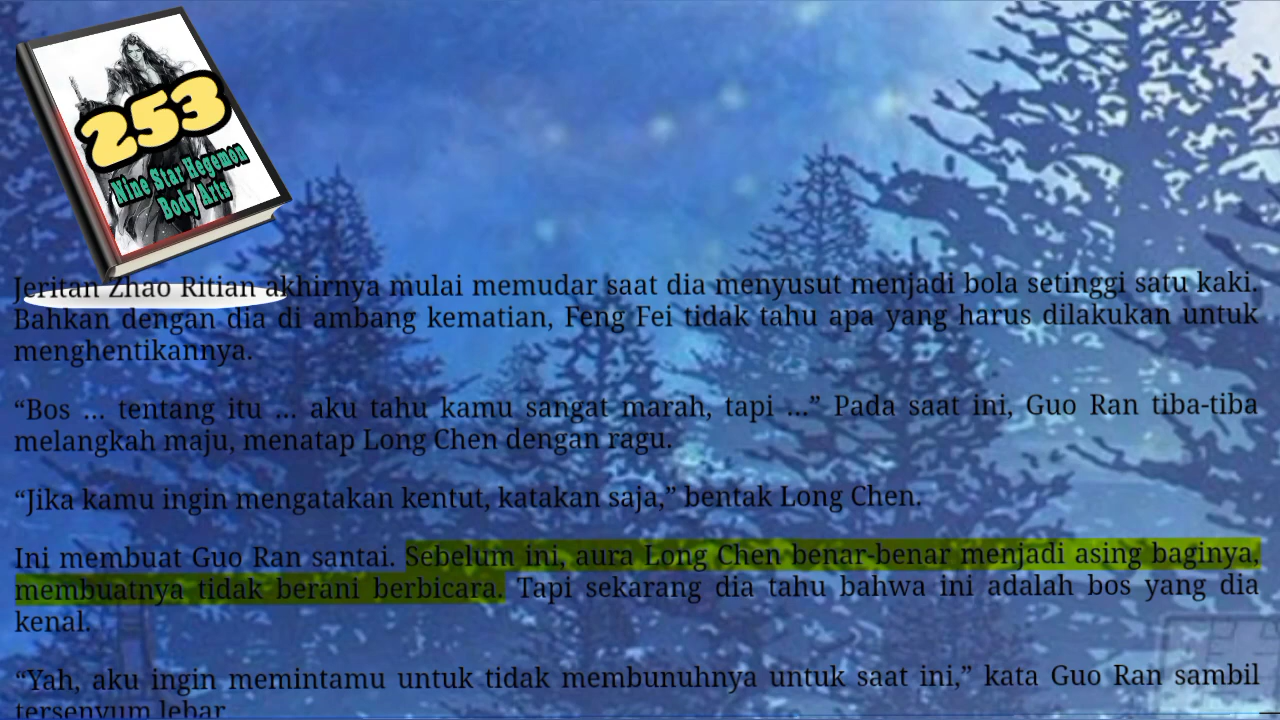 253
Nine Star Hegemon
Body Arts
Jeritan Zhao Ritian akhirnya mulai memudar saat dia menyusut menjadi bola setinggi satu kaki.
Bahkan dengan dia di ambang kematian, Feng Fei tidak tahu apa yang harus dilakukan untuk
menghentikannya.
“Bos ... tentang itu ... aku tahu kamu sangat marah, tapi ...” Pada saat ini, Guo Ran tiba-tiba
melangkah maju, menatap Long Chen dengan ragu.
“Jika kamu ingin mengatakan kentut, katakan saja,” bentak Long Chen.
Ini membuat Guo Ran santai. Sebelum ini, aura Long Chen benar-benar menjadi asing baginya,
membuatnya tidak berani berbicara. Tapi sekarang dia tahu bahwa ini adalah bos yang dia
kenal.
“Yah, aku ingin memintamu untuk tidak membunuhnya untuk saat ini,” kata Guo Ran sambil
tersenyum lebar